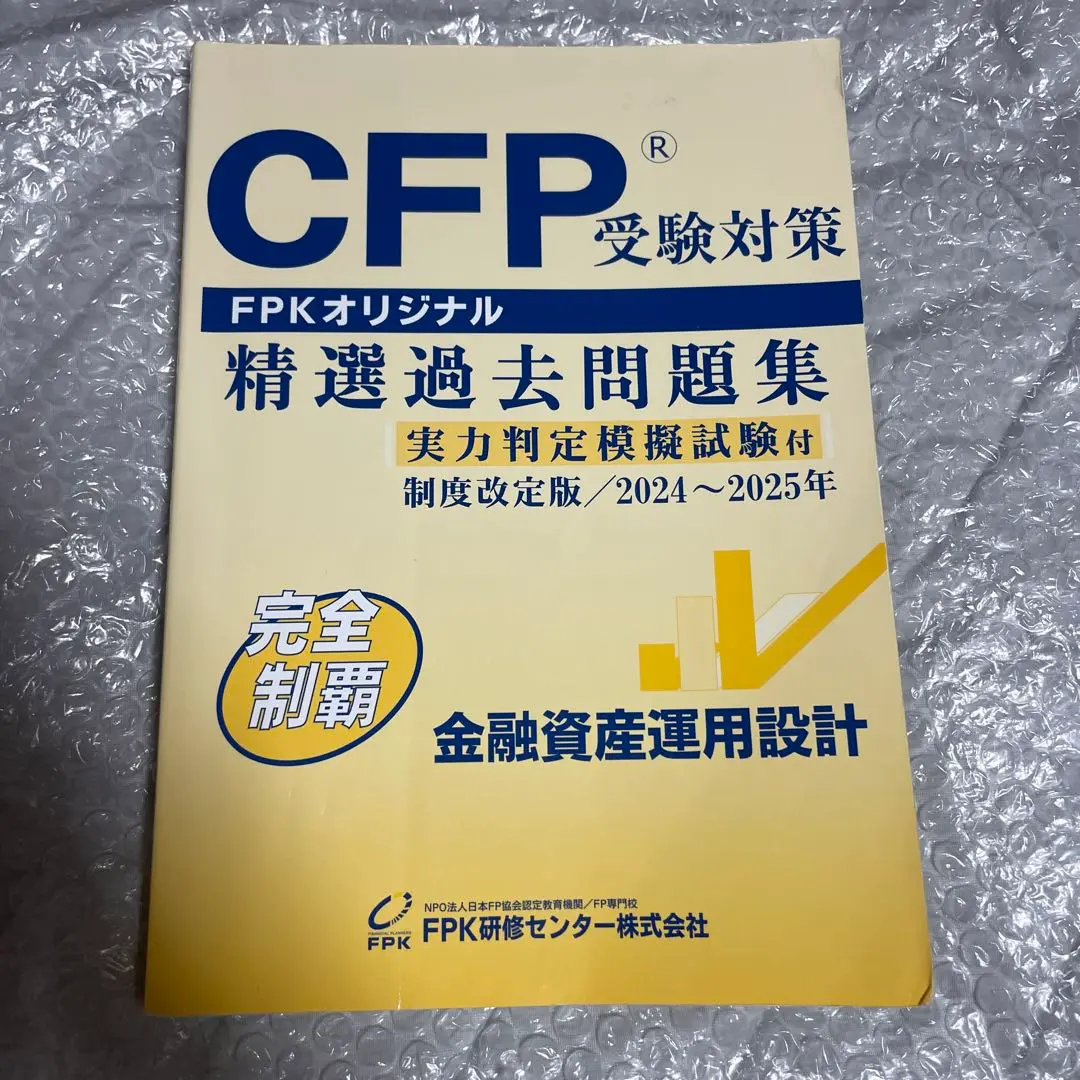 CFP®
受験対策
FPKオリジナル
精選過去問題集
実力判定模擬試験付
制度改定版/2024~2025年
完全
制覇
金融資産運用設計
NPO法人日本FP協会認定教育機関/FP専門校
FINANCIAL PLANNERS
FPK
FPK研修センター株式会社